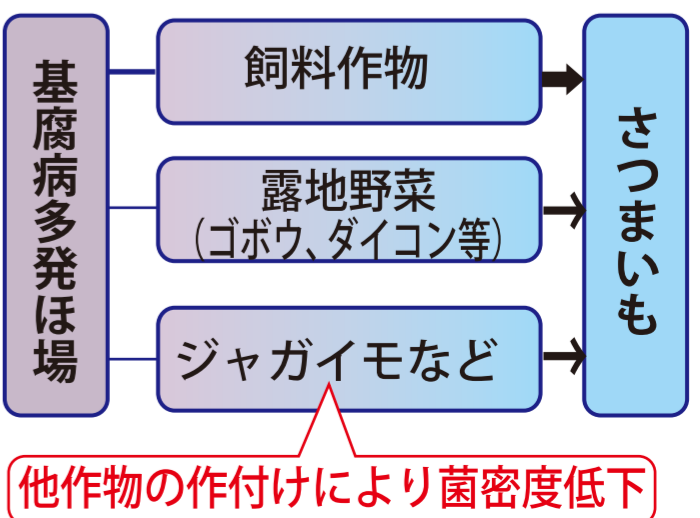 基腐病多発ほ場
飼料作物
露地野菜
(ゴボウ、ダイコン等)
ジャガイモなど
さつまいも
他作物の作付けにより菌密度低下